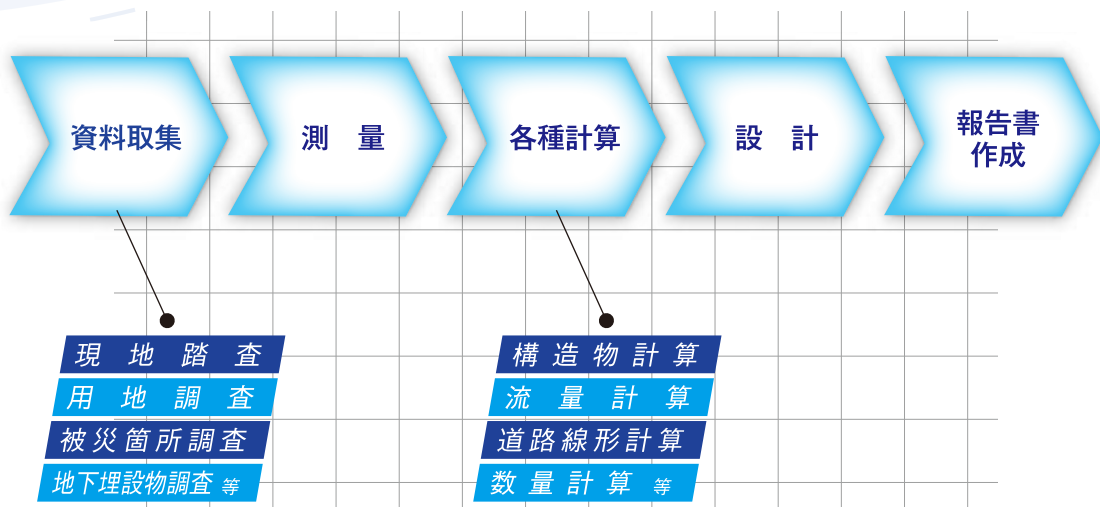 資料取集
測 量
各種計算
設 計
報告書
作成
現地踏査
用地調査
被災箇所調査
地下埋設物調査 等
構造物計算
流量計算
道路線形計算
数量計算 等